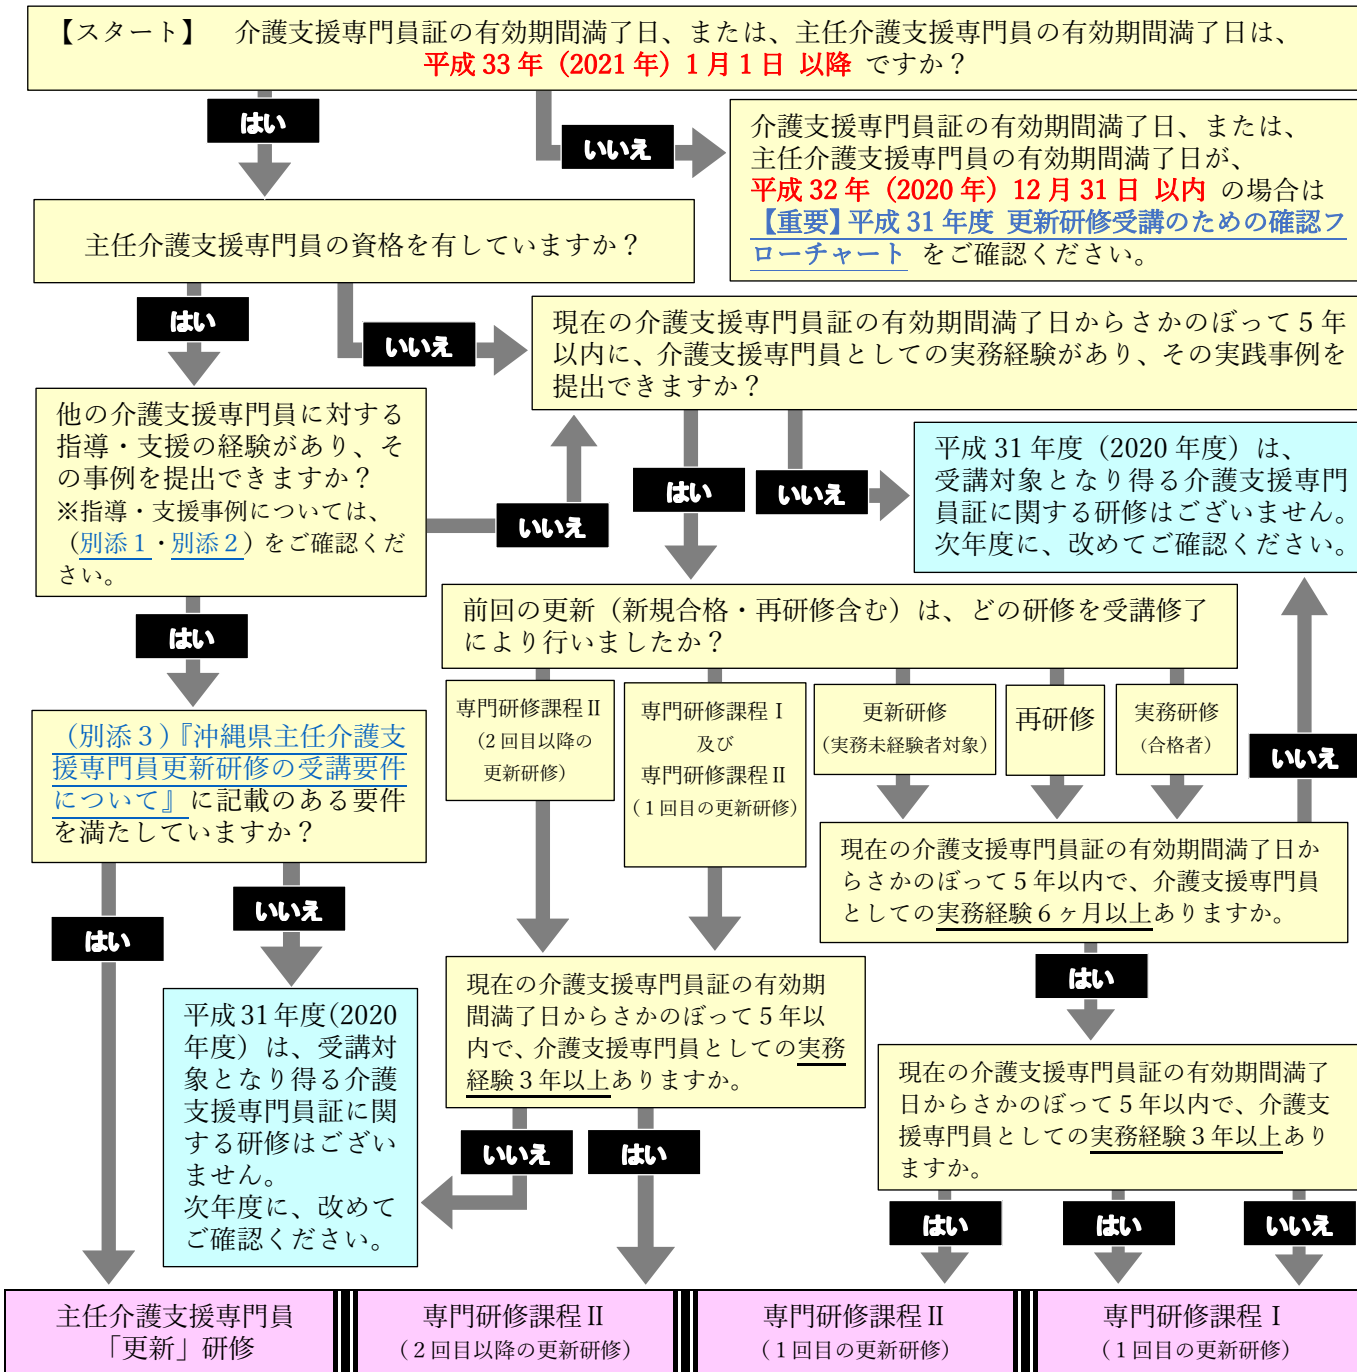 【スタート】　介護支援専門員証の有効期間満了日、または、主任介護支援専門員の有効期間満了日は、
平成 33 年（2021 年）1 月 1 日 以降 ですか？
はい
いいえ
介護支援専門員証の有効期間満了日、または、
主任介護支援専門員の有効期間満了日が、
平成 32 年（2020 年）12 月 31 日 以内 の場合は
【重要】平成 31 年度 更新研修受講のための確認フ
ローチャート をご確認ください。
主任介護支援専門員の資格を有していますか？
はい
いいえ
現在の介護支援専門員証の有効期間満了日からさかのぼって 5 年
以内に、介護支援専門員としての実務経験があり、その実践事例を
提出できますか？
他の介護支援専門員に対する
指導・支援の経験があり、そ
の事例を提出できますか？
※指導・支援事例については、
（別添 1・別添 2）をご確認くだ
さい。
いいえ
はい
いいえ
平成 31 年度（2020 年度）は、
受講対象となり得る介護支援専門
員証に関する研修はございません。
次年度に、改めてご確認ください。
はい
前回の更新（新規合格・再研修含む）は、どの研修を受講修了
により行いましたか？
専門研修課程Ⅱ
（2 回目以降の
更新研修）
専門研修課程Ⅰ
及び
専門研修課程Ⅱ
（1 回目の更新研修）
更新研修
（実務未経験者対象）
再研修
実務研修
（合格者）
いいえ
（別添 3）『沖縄県主任介護支
援専門員更新研修の受講要件
について』に記載のある要件
を満たしていますか？
現在の介護支援専門員証の有効期間満了日か
らさかのぼって 5 年以内で、介護支援専門員
としての実務経験 6 ヶ月以上ありますか。
はい
いいえ
はい
平成 31 年度(2020
年度）は、受講対
象となり得る介護
支援専門員証に関
する研修はござい
ません。
次年度に、改めて
ご確認ください。
現在の介護支援専門員証の有効期
間満了日からさかのぼって 5 年以
内で、介護支援専門員としての実務
経験 3 年以上ありますか。
現在の介護支援専門員証の有効期間満了
日からさかのぼって 5 年以内で、介護支
援専門員としての実務経験 3 年以上あり
ますか。
いいえ
はい
はい
はい
いいえ
主任介護支援専門員
「更新」研修
専門研修課程Ⅱ
（2 回目以降の更新研修）
専門研修課程Ⅱ
（1 回目の更新研修）
専門研修課程Ⅰ
（1 回目の更新研修）